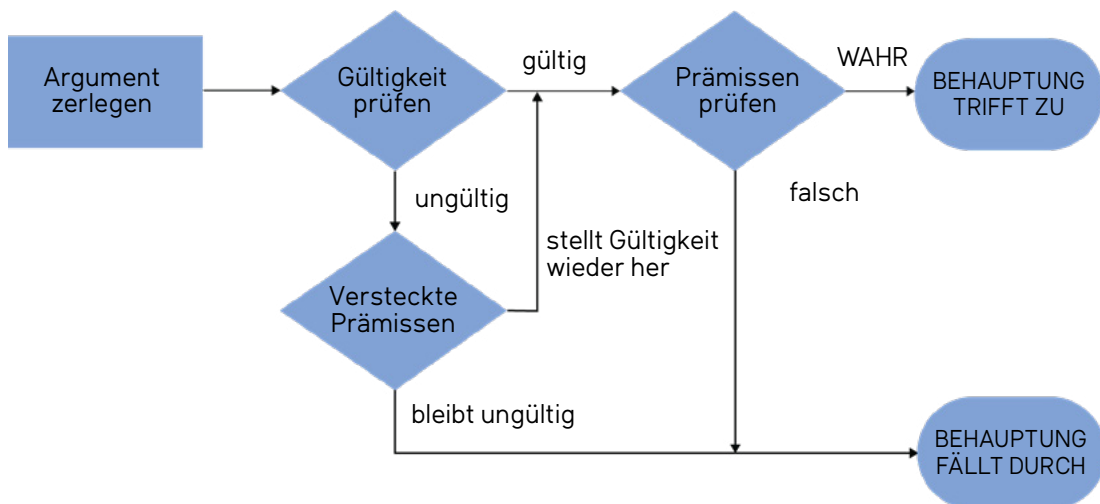 Argument
zerlegen
Gültigkeit
prüfen
gültig
Prämissen
prüfen
WAHR
BEHAUPTUNG
TRIFFT ZU
ungültig
falsch
stellt Gültigkeit
wieder her
Versteckte
Prämissen
bleibt ungültig
BEHAUPTUNG
FÄLLT DURCH